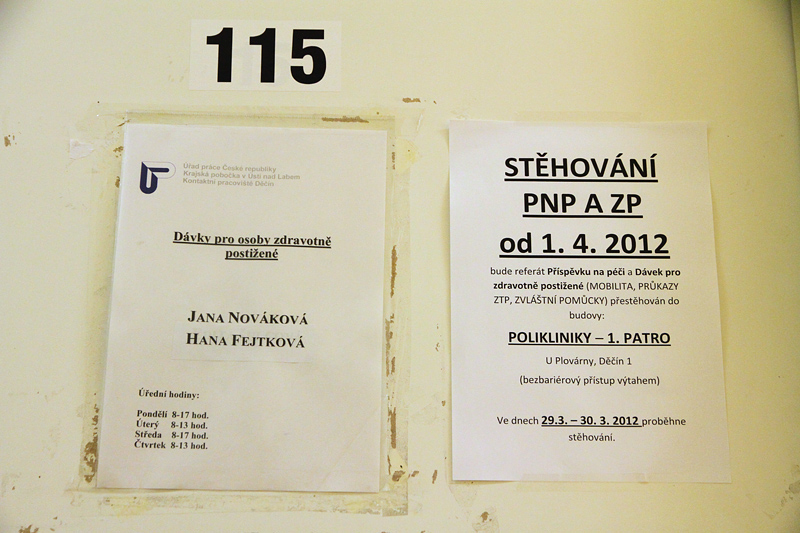 115
Úřad práce České republiky
Krajská pobočka v Ústí nad Labem
Kontaktní pracoviště Děčín
Dávky pro osoby zdravotně
postižené
JANA NOVÁKOVÁ
HANA FEJTKOVÁ
Úřední hodiny:
Pondělí 8-17 hod.
Úterý 8-13 hod.
Středa 8-17 hod.
Čtvrtek 8-13 hod.
STĚHOVÁNÍ
PNP A ZP
od 1. 4. 2012
bude referát Příspěvku na péči a Dávek pro
zdravotně postižené (MOBILITA, PRŮKAZY
ZTP, ZVLÁŠTNÍ POMŮCKY) přestěhován do
budovy:
POLIKLINIKY – 1. PATRO
U Plovárny, Děčín 1
(bezbariérový přístup výtahem)
Ve dnech 29.3. – 30. 3. 2012 proběhne
stěhování.